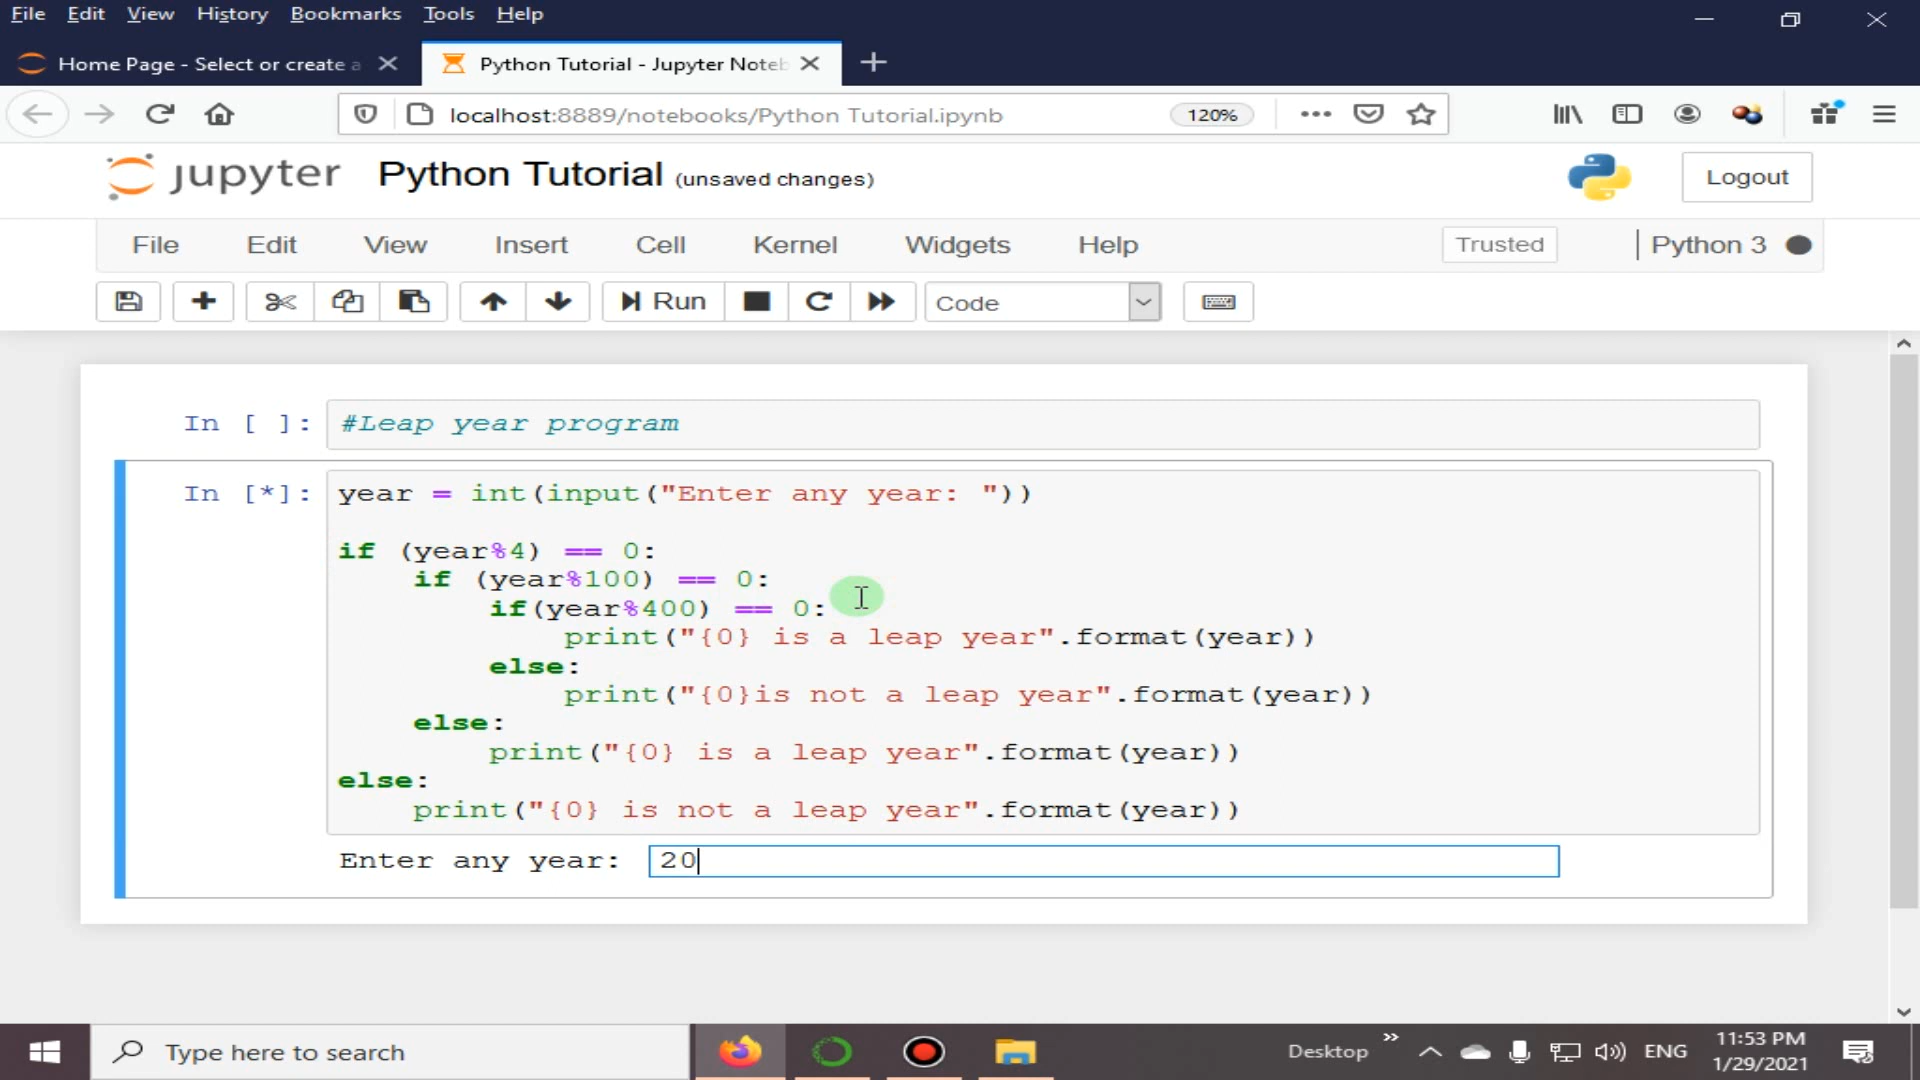 File Edit View History Bookmarks Tools Help
Home Page - Select or create a
Python Tutorial - Jupyter Noteb
localhost:8889/notebooks/Python Tutorial.ipynb 120%
jupyter Python Tutorial (unsaved changes) Logout
File Edit View Insert Cell Kernel Widgets Help Trusted Python 3
Run Code
In [ ]: #Leap year program
In [*]: year = int(input("Enter any year: "))
if (year%4) == 0:
    if (year%100) == 0:
        if(year%400) == 0:
            print("{0} is a leap year".format(year))
        else:
            print("{0}is not a leap year".format(year))
    else:
        print("{0} is a leap year".format(year))
else:
    print("{0} is not a leap year".format(year))
Enter any year: 20
Type here to search Desktop ENG 11:53 PM
1/29/2021